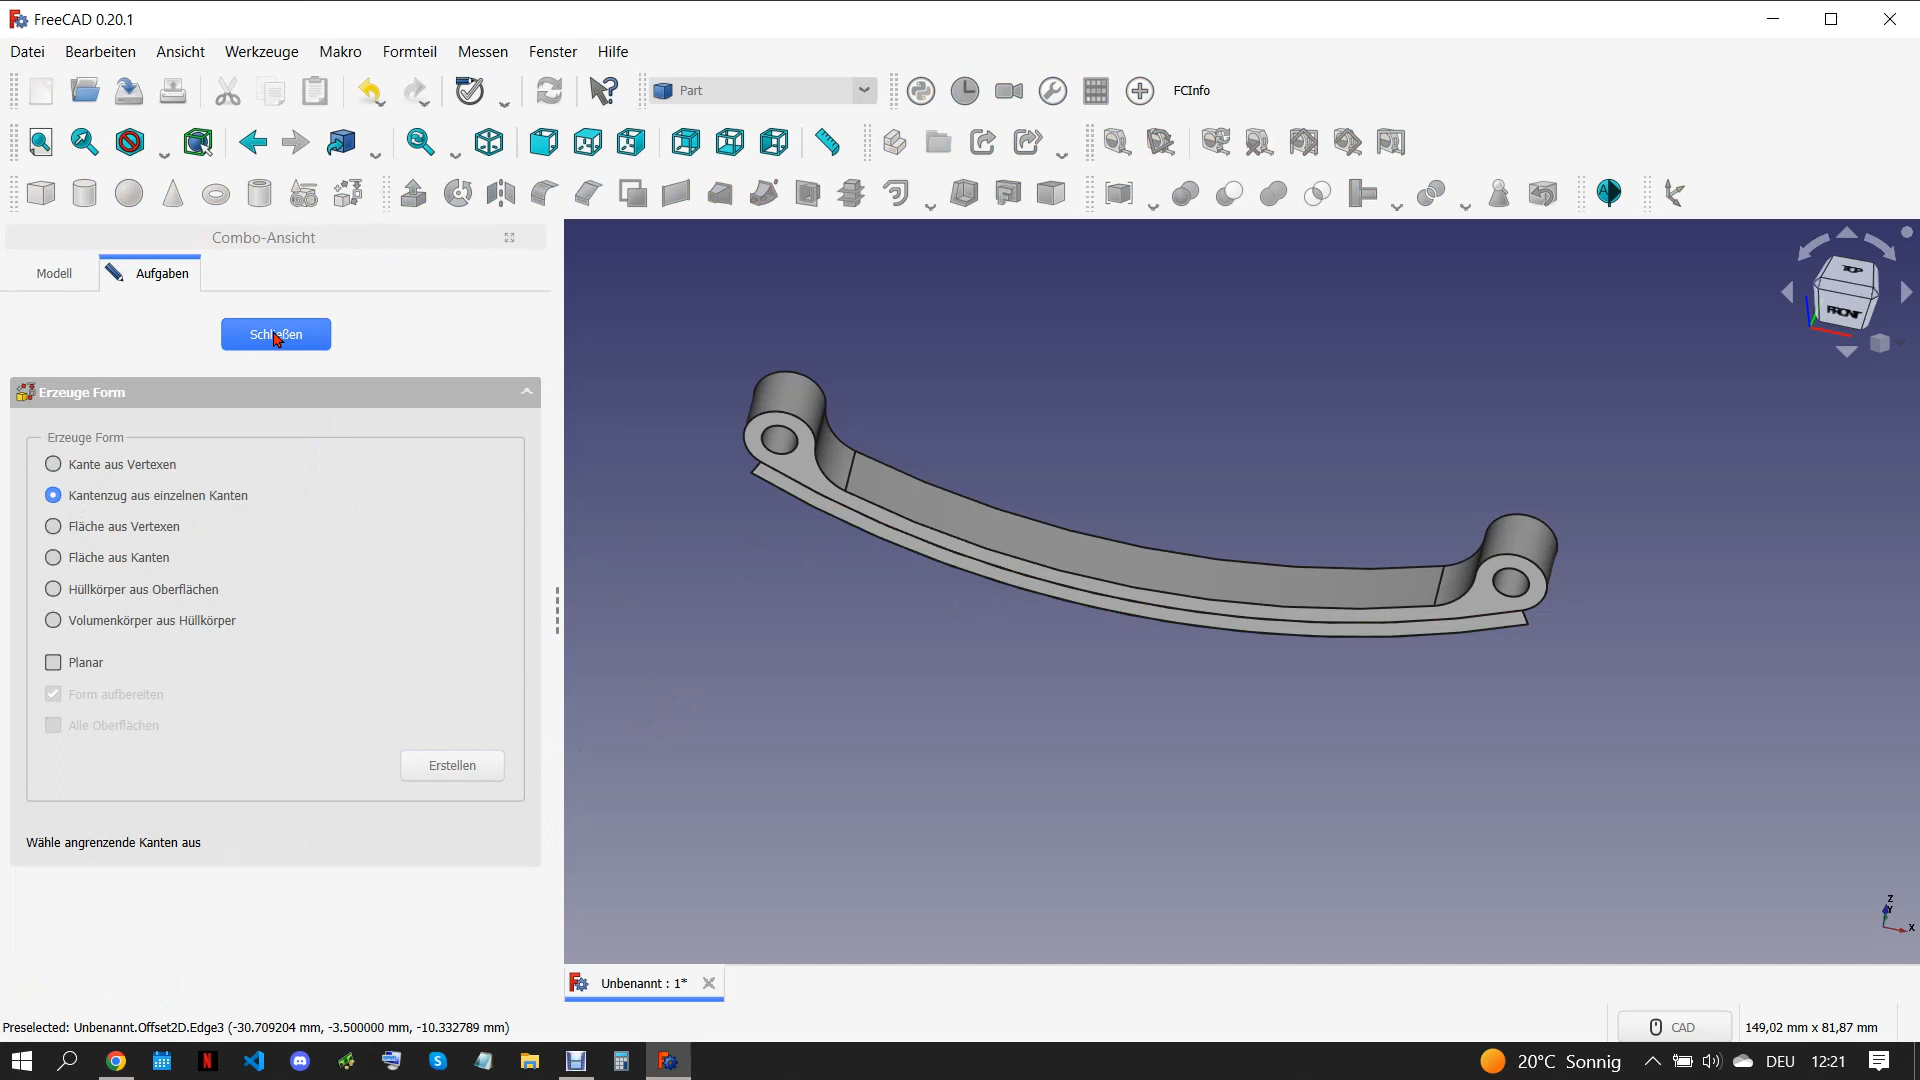 FreeCAD 0.20.1
Datei Bearbeiten Ansicht Werkzeuge Makro Formteil Messen Fenster Hilfe
Part
FCInfo
Combo-Ansicht
Modell Aufgaben
Schließen
Erzeuge Form
Erzeuge Form
Kante aus Vertexen
Kantenzug aus einzelnen Kanten
Fläche aus Vertexen
Fläche aus Kanten
Hüllkörper aus Oberflächen
Volumenkörper aus Hüllkörper
Planar
Form aufbereiten
Alle Oberflächen
Erstellen
Wähle angrenzende Kanten aus
TOP
FRONT
Z
Y
X
Unbenannt : 1*
Preselected: Unbenannt.Offset2D.Edge3 (-30.709204 mm, -3.500000 mm, -10.332789 mm)
CAD
149,02 mm x 81,87 mm
20°C Sonnig
DEU
12:21